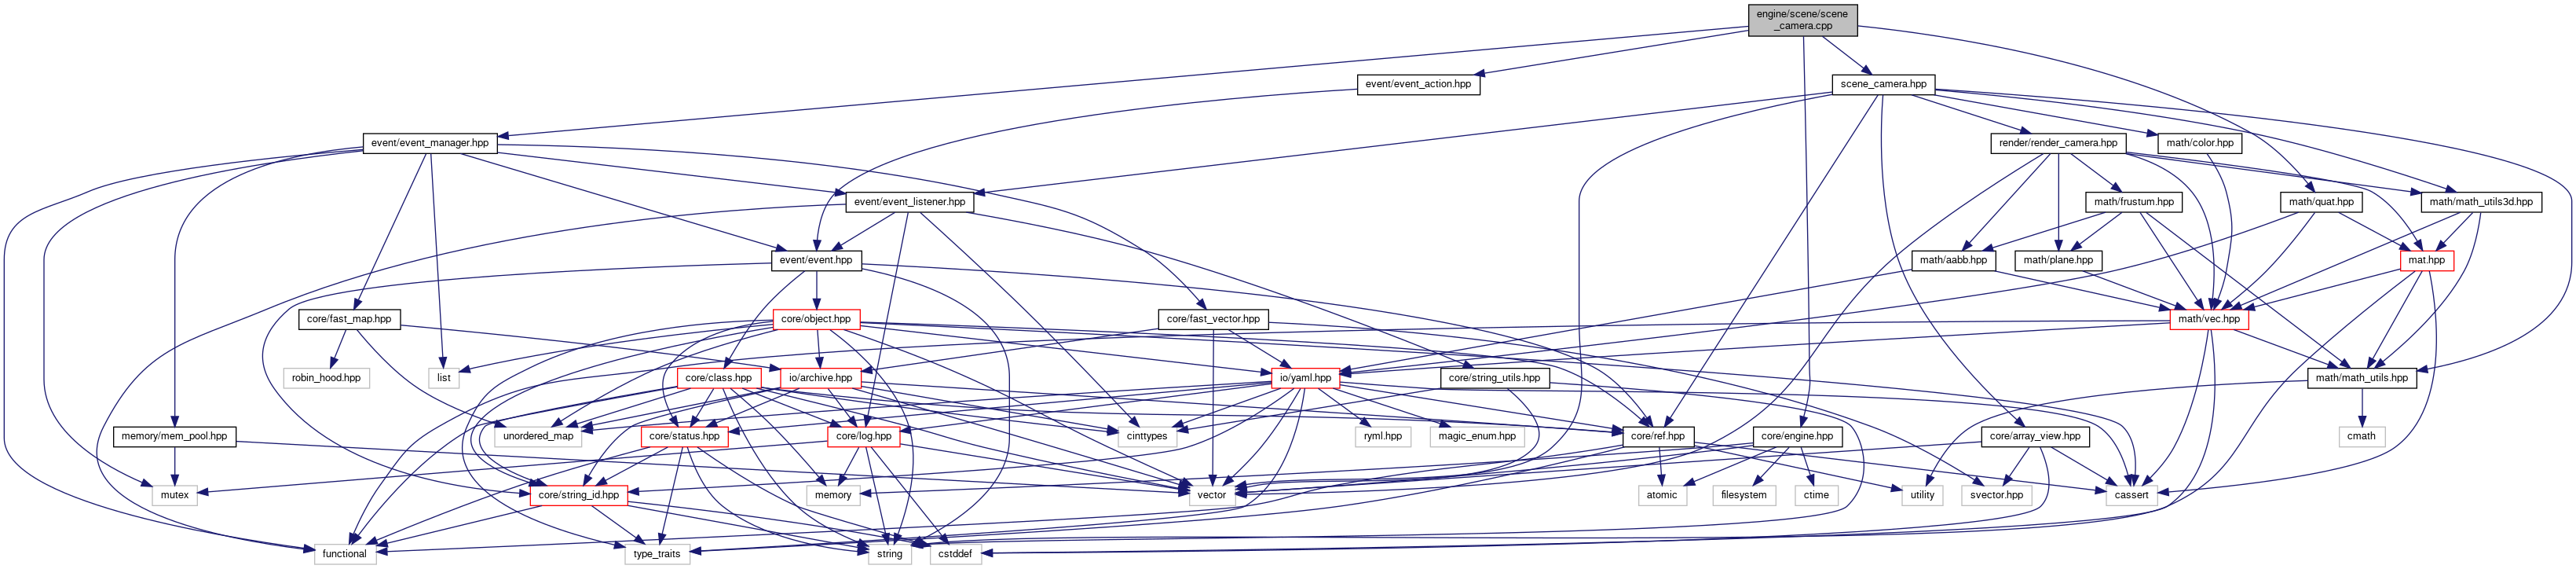 engine/scene/scene
_camera.cpp
event/event_action.hpp
scene_camera.hpp
event/event_manager.hpp
render/render_camera.hpp
math/color.hpp
event/event_listener.hpp
math/frustum.hpp
math/quat.hpp
math/math_utils3d.hpp
event/event.hpp
math/aabb.hpp
math/plane.hpp
mat.hpp
core/fast_map.hpp
core/object.hpp
core/fast_vector.hpp
math/vec.hpp
robin_hood.hpp
list
core/class.hpp
io/archive.hpp
io/yaml.hpp
core/string_utils.hpp
math/math_utils.hpp
memory/mem_pool.hpp
unordered_map
core/status.hpp
core/log.hpp
cinttypes
ryml.hpp
magic_enum.hpp
core/ref.hpp
core/engine.hpp
core/array_view.hpp
cmath
mutex
core/string_id.hpp
memory
vector
atomic
filesystem
ctime
utility
svector.hpp
cassert
functional
type_traits
string
cstddef